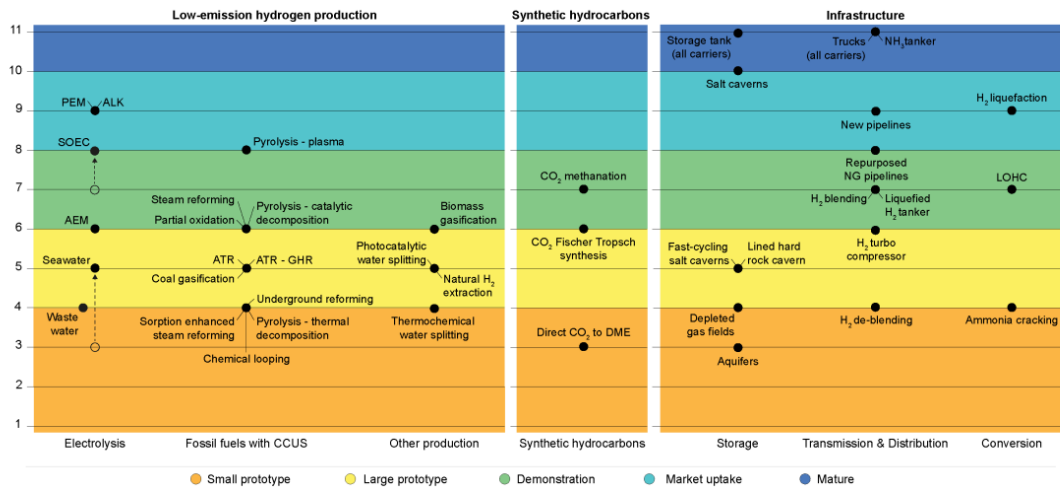 Low-emission hydrogen production
Synthetic hydrocarbons
Infrastructure
11
10
9
8
7
6
5
4
3
2
1
PEM
ALK
SOEC
AEM
Seawater
Waste
water
Pyrolysis - plasma
Steam reforming
Partial oxidation
Pyrolysis - catalytic
decomposition
ATR
ATR - GHR
Coal gasification
Underground reforming
Sorption enhanced
steam reforming
Pyrolysis - thermal
decomposition
Chemical looping
Biomass
gasification
Photocatalytic
water splitting
Natural H2
extraction
Thermochemical
water splitting
CO2 methanation
CO2 Fischer Tropsch
synthesis
Direct CO2 to DME
Storage tank
(all carriers)
Salt caverns
Fast-cycling
salt caverns
Lined hard
rock cavern
Depleted
gas fields
Aquifers
Trucks
(all carriers)
NH3 tanker
New pipelines
Repurposed
NG pipelines
H2 blending
Liquefied
H2 tanker
H2 turbo
compressor
H2 de-blending
H2 liquefaction
LOHC
Ammonia cracking
Electrolysis
Fossil fuels with CCUS
Other production
Synthetic hydrocarbons
Storage
Transmission & Distribution
Conversion
Small prototype
Large prototype
Demonstration
Market uptake
Mature